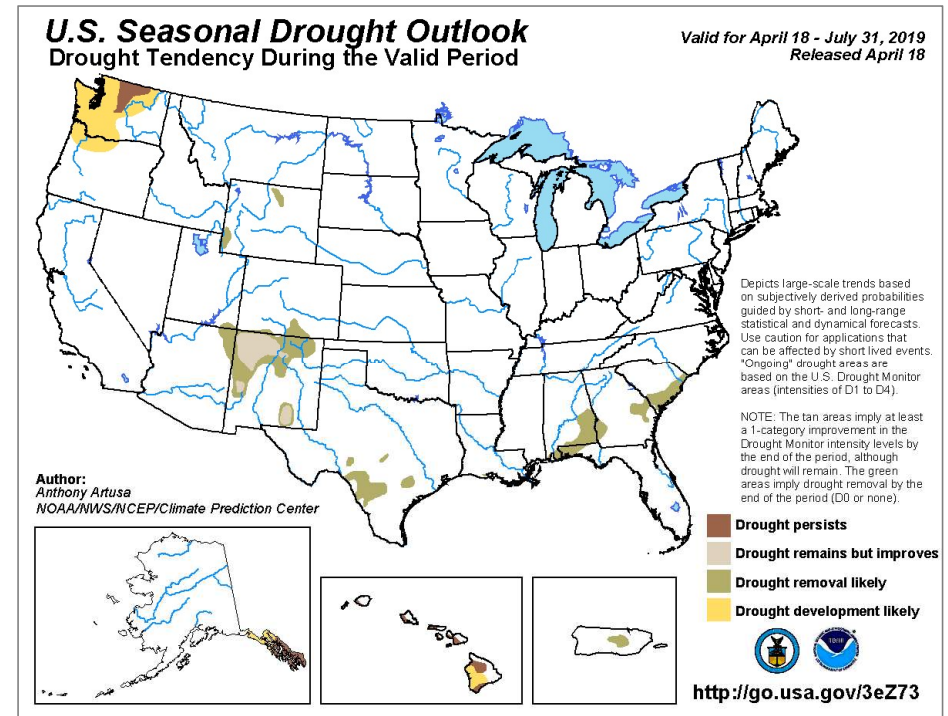 U.S. Seasonal Drought Outlook
Drought Tendency During the Valid Period
Valid for April 18 - July 31, 2019
Released April 18
Depicts large-scale trends based
on subjectively derived probabilities
guided by short- and long-range
statistical and dynamical forecasts.
Use caution for applications that
can be affected by short lived events.
"Ongoing" drought areas are
based on the U.S. Drought Monitor
areas (intensities of D1 to D4).
NOTE: The tan areas imply at least
a 1-category improvement in the
Drought Monitor intensity levels by
the end of the period, although
drought will remain. The green
areas imply drought removal by the
end of the period (D0 or none).
Author:
Anthony Artusa
NOAA/NWS/NCEP/Climate Prediction Center
Drought persists
Drought remains but improves
Drought removal likely
Drought development likely
http://go.usa.gov/3eZ73